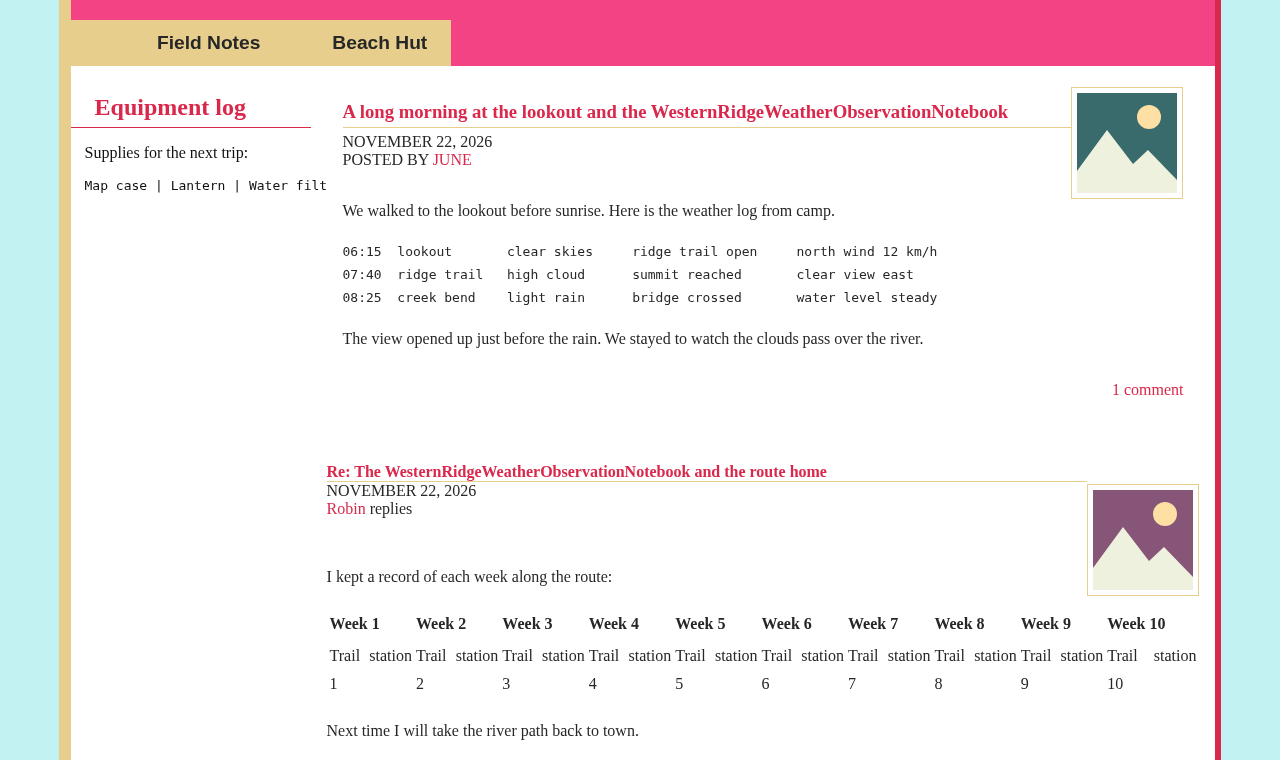 Field Notes Beach Hut
Equipment log
Supplies for the next trip:
Map case | Lantern | Water filt
A long morning at the lookout and the WesternRidgeWeatherObservationNotebook
NOVEMBER 22, 2026
POSTED BY JUNE
We walked to the lookout before sunrise. Here is the weather log from camp.
06:15 lookout clear skies ridge trail open north wind 12 km/h
07:40 ridge trail high cloud summit reached clear view east
08:25 creek bend light rain bridge crossed water level steady
The view opened up just before the rain. We stayed to watch the clouds pass over the river.
1 comment
Re: The WesternRidgeWeatherObservationNotebook and the route home
NOVEMBER 22, 2026
Robin replies
I kept a record of each week along the route:
Week 1 Week 2 Week 3 Week 4 Week 5 Week 6 Week 7 Week 8 Week 9 Week 10
Trail station Trail station Trail station Trail station Trail station Trail station Trail station Trail station Trail station Trail station
1 2 3 4 5 6 7 8 9 10
Next time I will take the river path back to town.